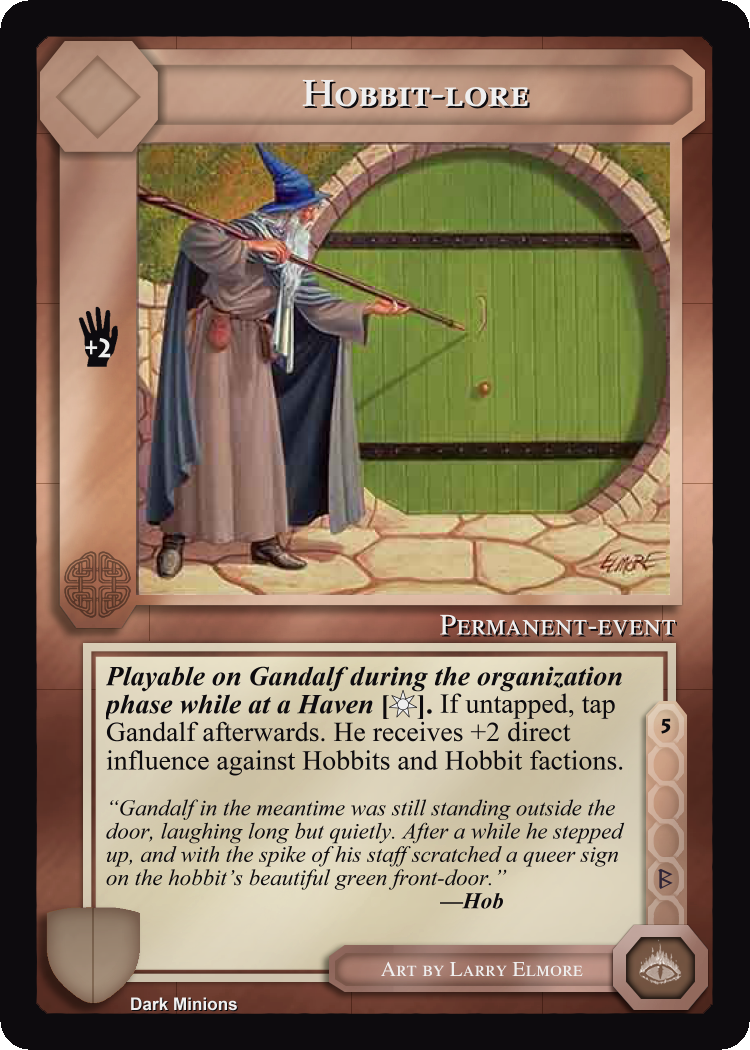 Hobbit-lore
+2
Elmore
Permanent-event
Playable on Gandalf during the organization
phase while at a Haven [☼]. If untapped, tap
Gandalf afterwards. He receives +2 direct
influence against Hobbits and Hobbit factions.
5
“Gandalf in the meantime was still standing outside the
door, laughing long but quietly. After a while he stepped
up, and with the spike of his staff scratched a queer sign
on the hobbit’s beautiful green front-door.”
—Hob
ᛒ
Art by Larry Elmore
Dark Minions